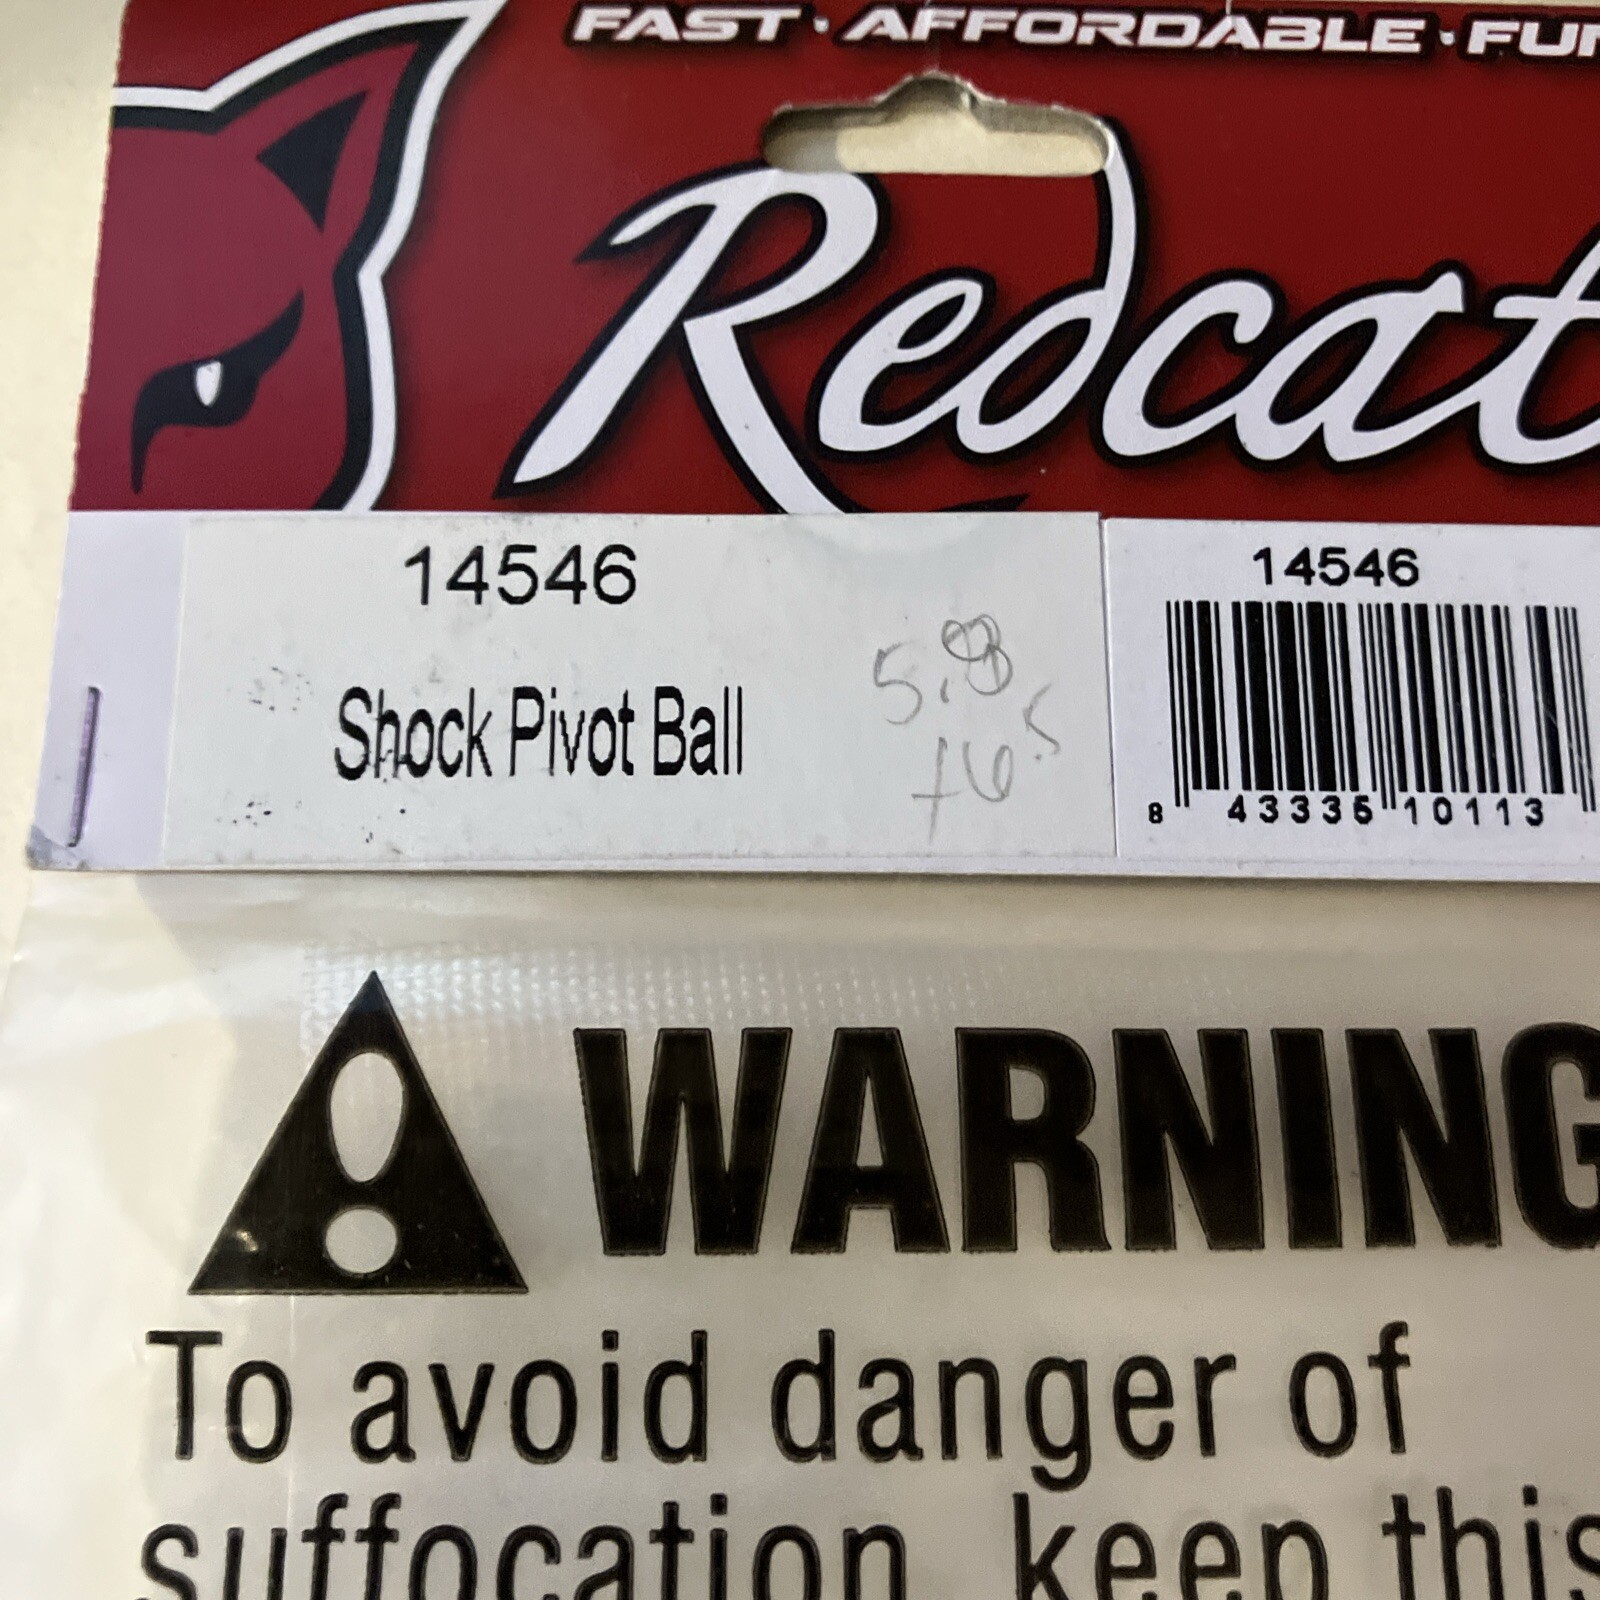 FAST · AFFORDABLE · FUN
Redcat
14546
Shock Pivot Ball
14546
8 43335 10113
WARNING
To avoid danger of
suffocation, keep this